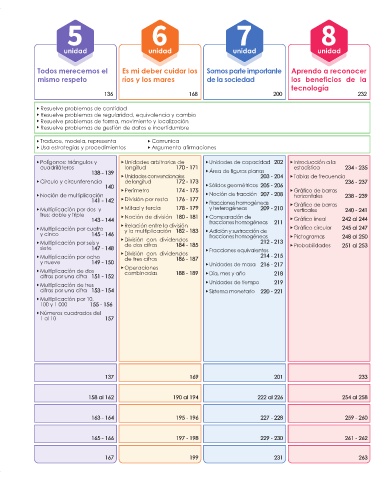 5
unidad
Todos merecemos el
mismo respeto
136
6
unidad
Es mi deber cuidar los
ríos y los mares
168
7
unidad
Somos parte importante
de la sociedad
200
8
unidad
Aprendo a reconocer
los beneficios de la
tecnología
232
Resuelve problemas de cantidad
Resuelve problemas de regularidad, equivalencia y cambio
Resuelve problemas de forma, movimiento y localización
Resuelve problemas de gestión de datos e incertidumbre
Traduce, modela, representa
Usa estrategias y procedimientos
Comunica
Argumenta afirmaciones
Polígonos: triángulos y
cuadriláteros
138 - 139
Círculo y circunferencia
140
Noción de multiplicación
141 - 142
Multiplicación por dos y
tres: doble y triple
143 - 144
Multiplicación por cuatro
y cinco 145 - 146
Multiplicación por seis y
siete 147 - 148
Multiplicación por ocho
y nueve 149 - 150
Multiplicación de dos
cifras por una cifra 151 - 152
Multiplicación de tres
cifras por una cifra 153 - 154
Multiplicación por 10,
100 y 1 000 155 - 156
Números cuadrados del
1 al 10 157
Unidades arbitrarias de
longitud 170 - 171
Unidades convencionales
de longitud 172 - 173
Perímetro 174 - 175
División por resta 176 - 177
Mitad y tercia 178 - 179
Noción de división 180 - 181
Relación entre la división
y la multiplicación 182 - 183
División con dividendos
de dos cifras 184 - 185
División con dividendos
de tres cifras 186 - 187
Operaciones
combinadas 188 - 189
Unidades de capacidad 202
Área de figuras planas
203 - 204
Sólidos geométricos 205 - 206
Noción de fracción 207 - 208
Fracciones homogéneas
y heterogéneas 209 - 210
Comparación de
fracciones homogéneas 211
Adición y sustracción de
fracciones homogéneas
212 - 213
Fracciones equivalentes
214 - 215
Unidades de masa 216 - 217
Día, mes y año 218
Unidades de tiempo 219
Sistema monetario 220 - 221
Introducción a la
estadística 234 - 235
Tablas de frecuencia
236 - 237
Gráfico de barras
horizontales 238 - 239
Gráfico de barras
verticales 240 - 241
Gráfico lineal 242 al 244
Gráfico circular 245 al 247
Pictogramas 248 al 250
Probabilidades 251 al 253
137 169 201 233
158 al 162 190 al 194 222 al 226 254 al 258
163 - 164 195 - 196 227 - 228 259 - 260
165 - 166 197 - 198 229 - 230 261 - 262
167 199 231 263